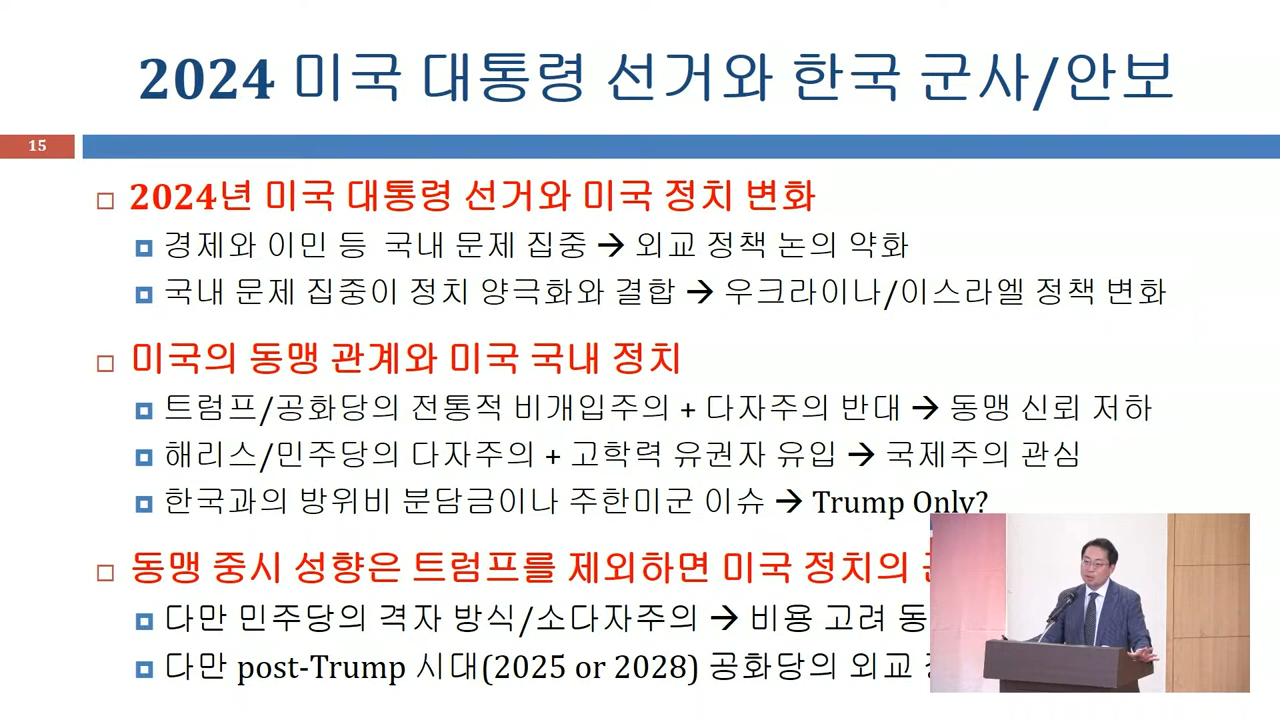 2024 미국 대통령 선거와 한국 군사/안보
15
2024년 미국 대통령 선거와 미국 정치 변화
경제와 이민 등 국내 문제 집중 → 외교 정책 논의 약화
국내 문제 집중이 정치 양극화와 결합 → 우크라이나/이스라엘 정책 변화
미국의 동맹 관계와 미국 국내 정치
트럼프/공화당의 전통적 비개입주의 + 다자주의 반대 → 동맹 신뢰 저하
해리스/민주당의 다자주의 + 고학력 유권자 유입 → 국제주의 관심
한국과의 방위비 분담금이나 주한미군 이슈 → Trump Only?
동맹 중시 성향은 트럼프를 제외하면 미국 정치의
다만 민주당의 격자 방식/소다자주의 → 비용 고려 동
다만 post-Trump 시대(2025 or 2028) 공화당의 외교